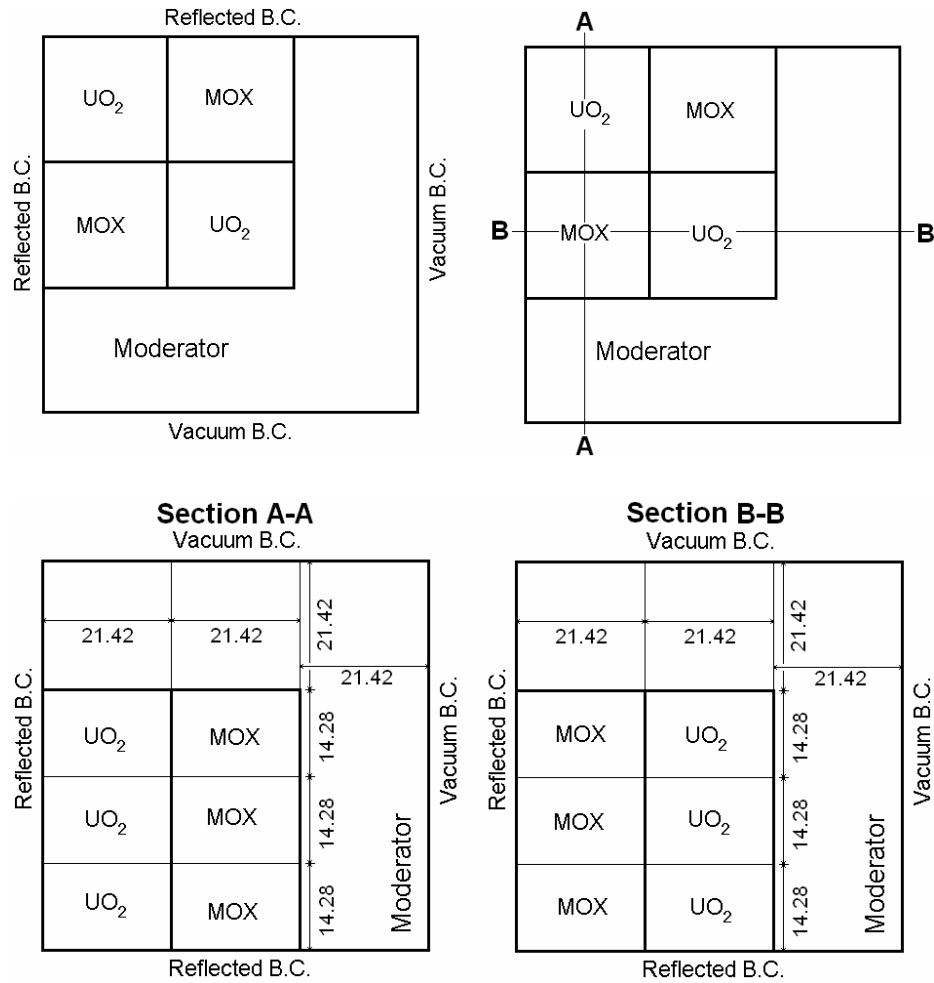 Reflected B.C.
UO2 MOX
MOX UO2
Moderator
Reflected B.C.
Vacuum B.C.
Vacuum B.C.
A
UO2 MOX
B MOX UO2 B
Moderator
A
Section A-A
Vacuum B.C.
21.42 21.42
21.42
21.42
UO2 MOX
14.28
UO2 MOX
14.28
UO2 MOX
14.28
Moderator
Reflected B.C.
Vacuum B.C.
Reflected B.C.
Section B-B
Vacuum B.C.
21.42 21.42
21.42
21.42
MOX UO2
14.28
MOX UO2
14.28
MOX UO2
14.28
Moderator
Reflected B.C.
Vacuum B.C.
Reflected B.C.